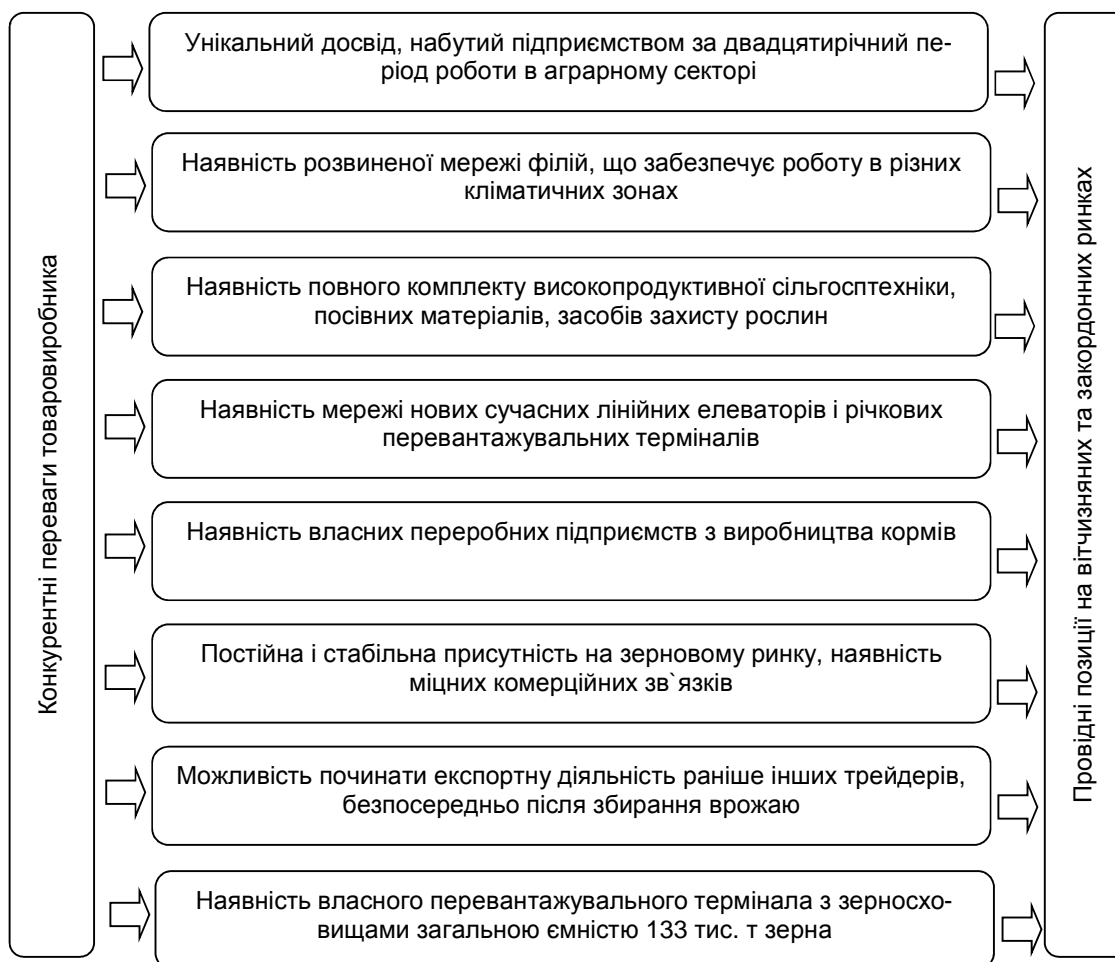 Конкурентні переваги товаровиробника
Унікальний досвід, набутий підприємством за двадцятирічний пе-
ріод роботи в аграрному секторі
Наявність розвиненої мережі філій, що забезпечує роботу в різних
кліматичних зонах
Наявність повного комплекту високопродуктивної сільгосптехніки,
посівних матеріалів, засобів захисту рослин
Наявність мережі нових сучасних лінійних елеваторів і річкових
перевантажувальних терміналів
Наявність власних переробних підприємств з виробництва кормів
Постійна і стабільна присутність на зерновому ринку, наявність
міцних комерційних зв`язків
Можливість починати експортну діяльність раніше інших трейдерів,
безпосередньо після збирання врожаю
Наявність власного перевантажувального термінала з зерносхо-
вищами загальною ємністю 133 тис. т зерна
Провідні позиції на вітчизняних та закордонних ринках